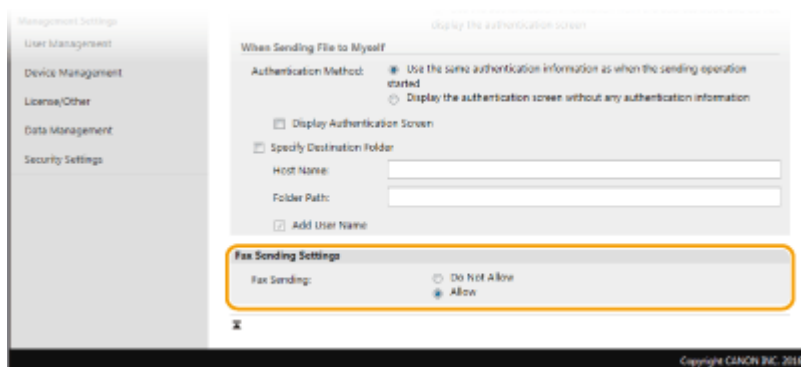 Management Settings
User Management
Device Management
License/Other
Data Management
Security Settings
display the authentication screen
When Sending File to Myself
Authentication Method:
Use the same authentication information as when the sending operation
started
Display the authentication screen without any authentication information
Display Authentication Screen
Specify Destination Folder
Host Name:
Folder Path:
Add User Name
Fax Sending Settings
Fax Sending:
Do Not Allow
Allow
Copyright CANON INC. 2016